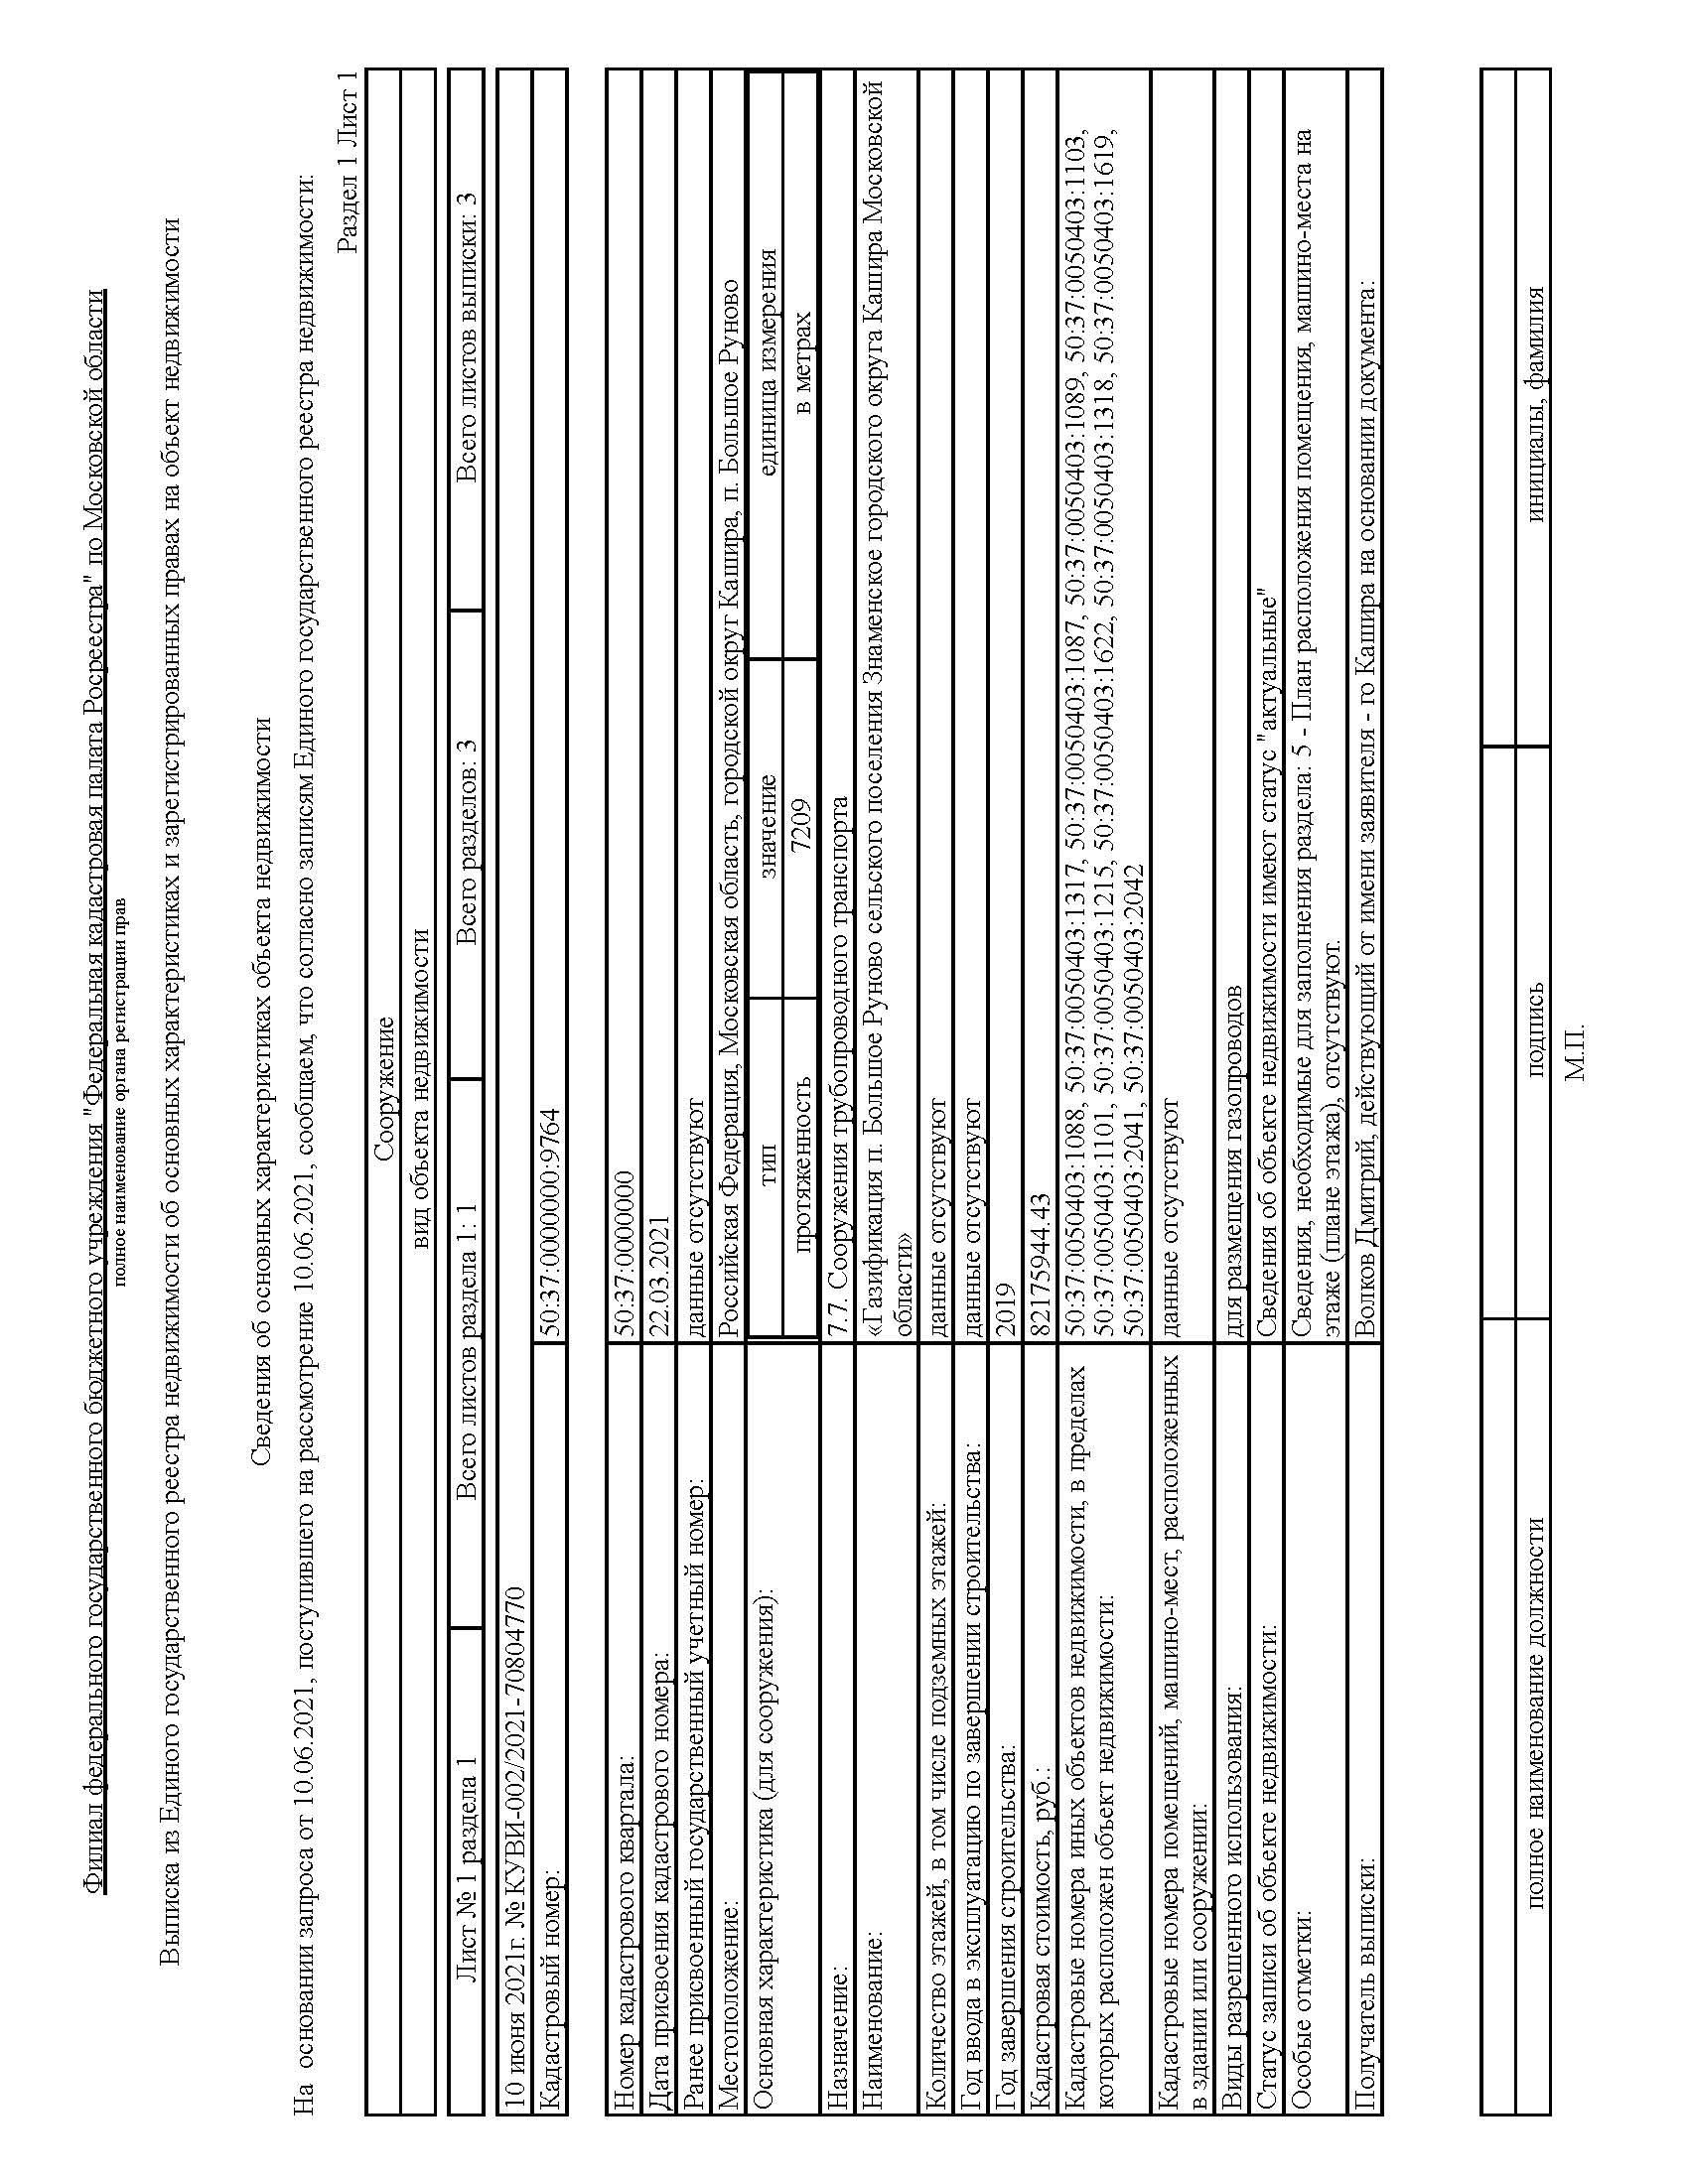 Филиал федерального государственного бюджетного учреждения "Федеральная кадастровая палата Росреестра" по Московской области
полное наименование органа регистрации прав
Выписка из Единого государственного реестра недвижимости об основных характеристиках и зарегистрированных правах на объект недвижимости
Сведения об основных характеристиках объекта недвижимости
На основании запроса от 10.06.2021, поступившего на рассмотрение 10.06.2021, сообщаем, что согласно записям Единого государственного реестра недвижимости:
Раздел 1 Лист 1
Сооружение
вид объекта недвижимости
Лист № 1 раздела 1 Всего листов раздела 1: 1 Всего разделов: 3 Всего листов выписки: 3
10 июня 2021г. № КУВИ-002/2021-70804770
Кадастровый номер: 50:37:0000000:9764
Номер кадастрового квартала: 50:37:0000000
Дата присвоения кадастрового номера: 22.03.2021
Ранее присвоенный государственный учетный номер: данные отсутствуют
Местоположение: Российская Федерация, Московская область, городской округ Кашира, п. Большое Руново
Основная характеристика (для сооружения): тип значение единица измерения
протяженность 7209 в метрах
Назначение: 7.7. Сооружения трубопроводного транспорта
Наименование: «Газификация п. Большое Руново сельского поселения Знаменское городского округа Кашира Московской
области»
Количество этажей, в том числе подземных этажей: данные отсутствуют
Год ввода в эксплуатацию по завершении строительства: данные отсутствуют
Год завершения строительства: 2019
Кадастровая стоимость, руб.: 82175944.43
Кадастровые номера иных объектов недвижимости, в пределах 50:37:0050403:1088, 50:37:0050403:1317, 50:37:0050403:1087, 50:37:0050403:1089, 50:37:0050403:1103,
которых расположен объект недвижимости: 50:37:0050403:1101, 50:37:0050403:1215, 50:37:0050403:1622, 50:37:0050403:1318, 50:37:0050403:1619,
50:37:0050403:2041, 50:37:0050403:2042
Кадастровые номера помещений, машино-мест, расположенных данные отсутствуют
в здании или сооружении:
Виды разрешенного использования: для размещения газопроводов
Статус записи об объекте недвижимости: Сведения об объекте недвижимости имеют статус "актуальные"
Особые отметки: Сведения, необходимые для заполнения раздела: 5 - План расположения помещения, машино-места на
этаже (плане этажа), отсутствуют.
Получатель выписки: Волков Дмитрий, действующий от имени заявителя - го Кашира на основании документа:
полное наименование должности подпись инициалы, фамилия
М.П.